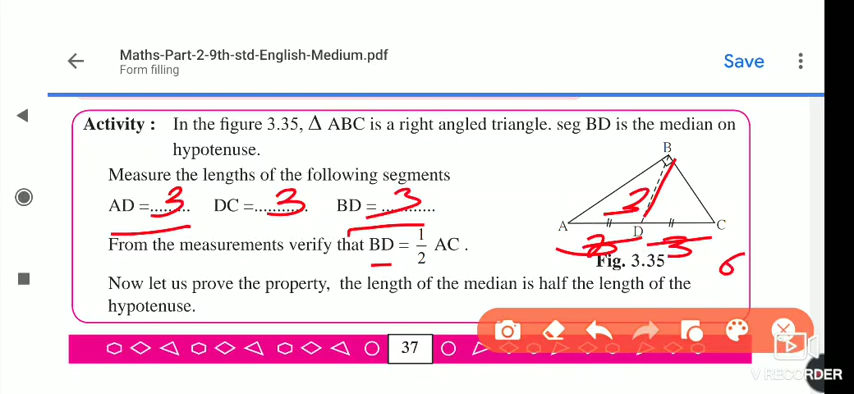 Maths-Part-2-9th-std-English-Medium.pdf
Form filling
Save
Activity : In the figure 3.35, Δ ABC is a right angled triangle. seg BD is the median on
hypotenuse.
Measure the lengths of the following segments
AD =..3.. DC =..3.. BD = ..3..
From the measurements verify that BD = 1/2 AC .
B
A
D
C
3
3
6
Fig. 3.35
Now let us prove the property, the length of the median is half the length of the
hypotenuse.
37
V RECORDER